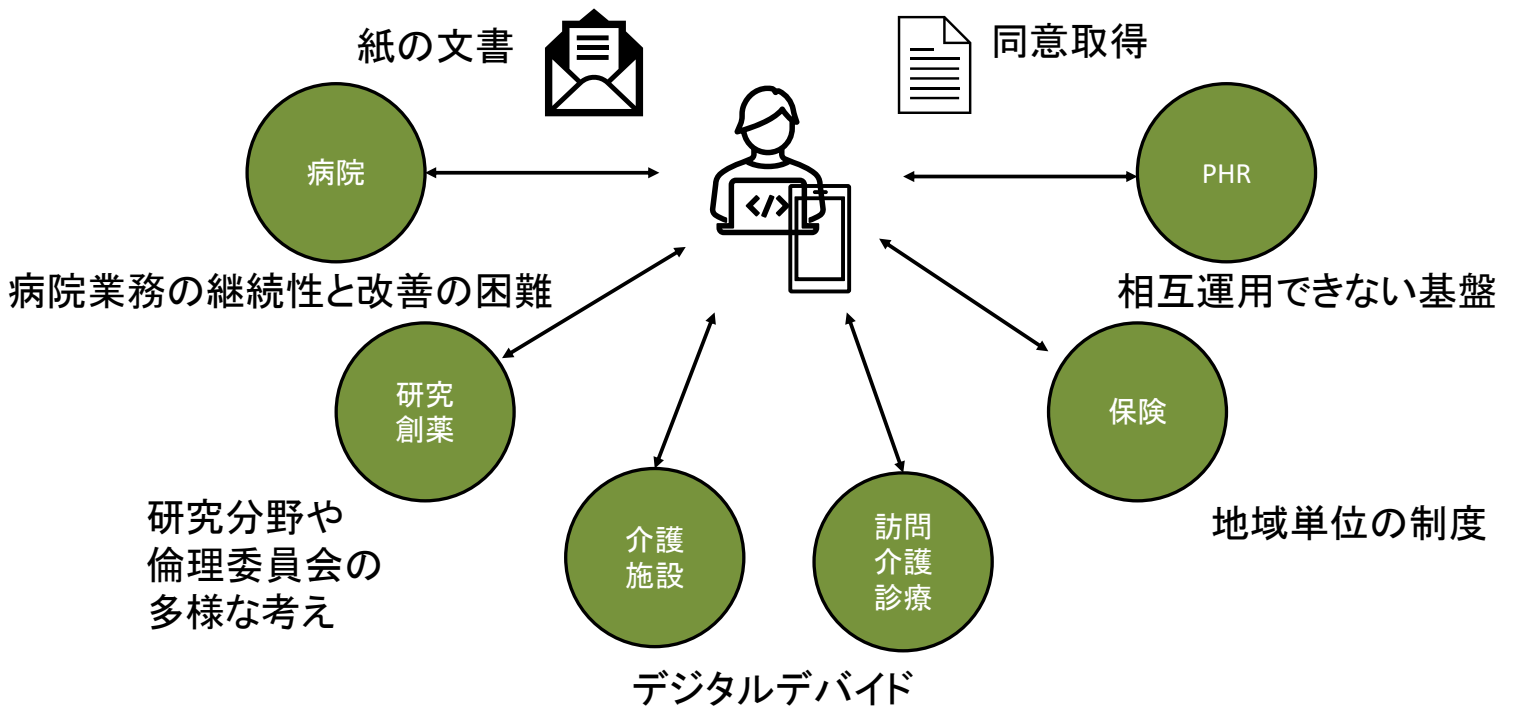 紙の文書
同意取得
病院
</>
PHR
病院業務の継続性と改善の困難
相互運用できない基盤
研究
創薬
保険
研究分野や
倫理委員会の
多様な考え
介護
施設
訪問
介護
診療
地域単位の制度
デジタルデバイド